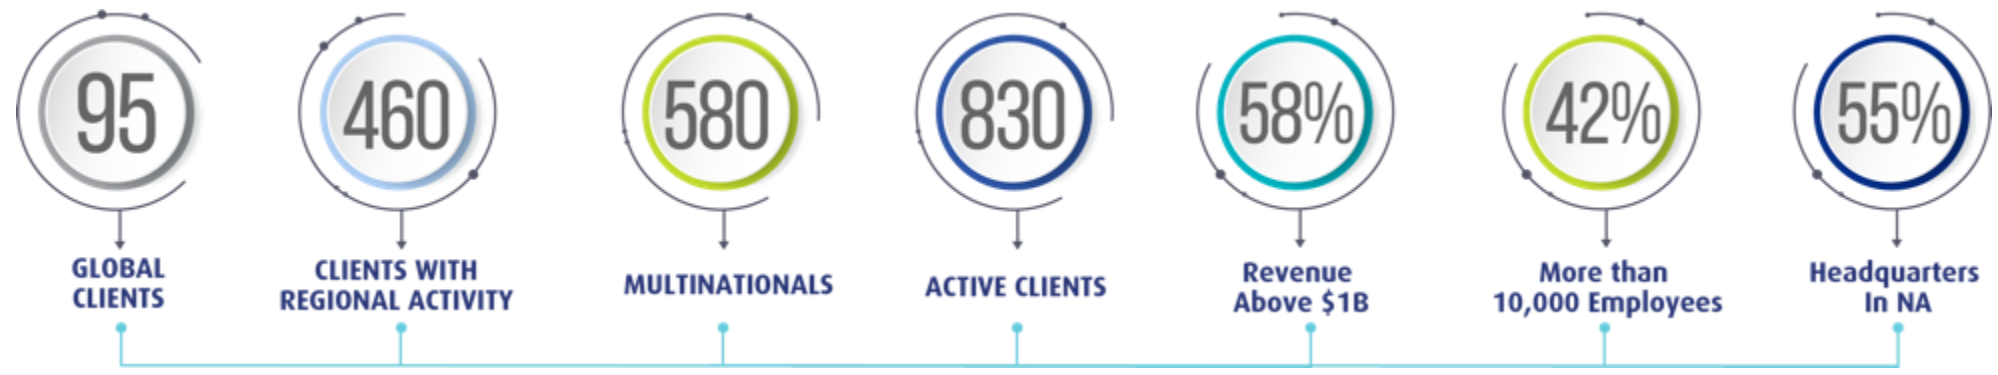 95
GLOBAL
CLIENTS
460
CLIENTS WITH
REGIONAL ACTIVITY
580
MULTINATIONALS
830
ACTIVE CLIENTS
58%
Revenue
Above $1B
42%
More than
10,000 Employees
55%
Headquarters
In NA